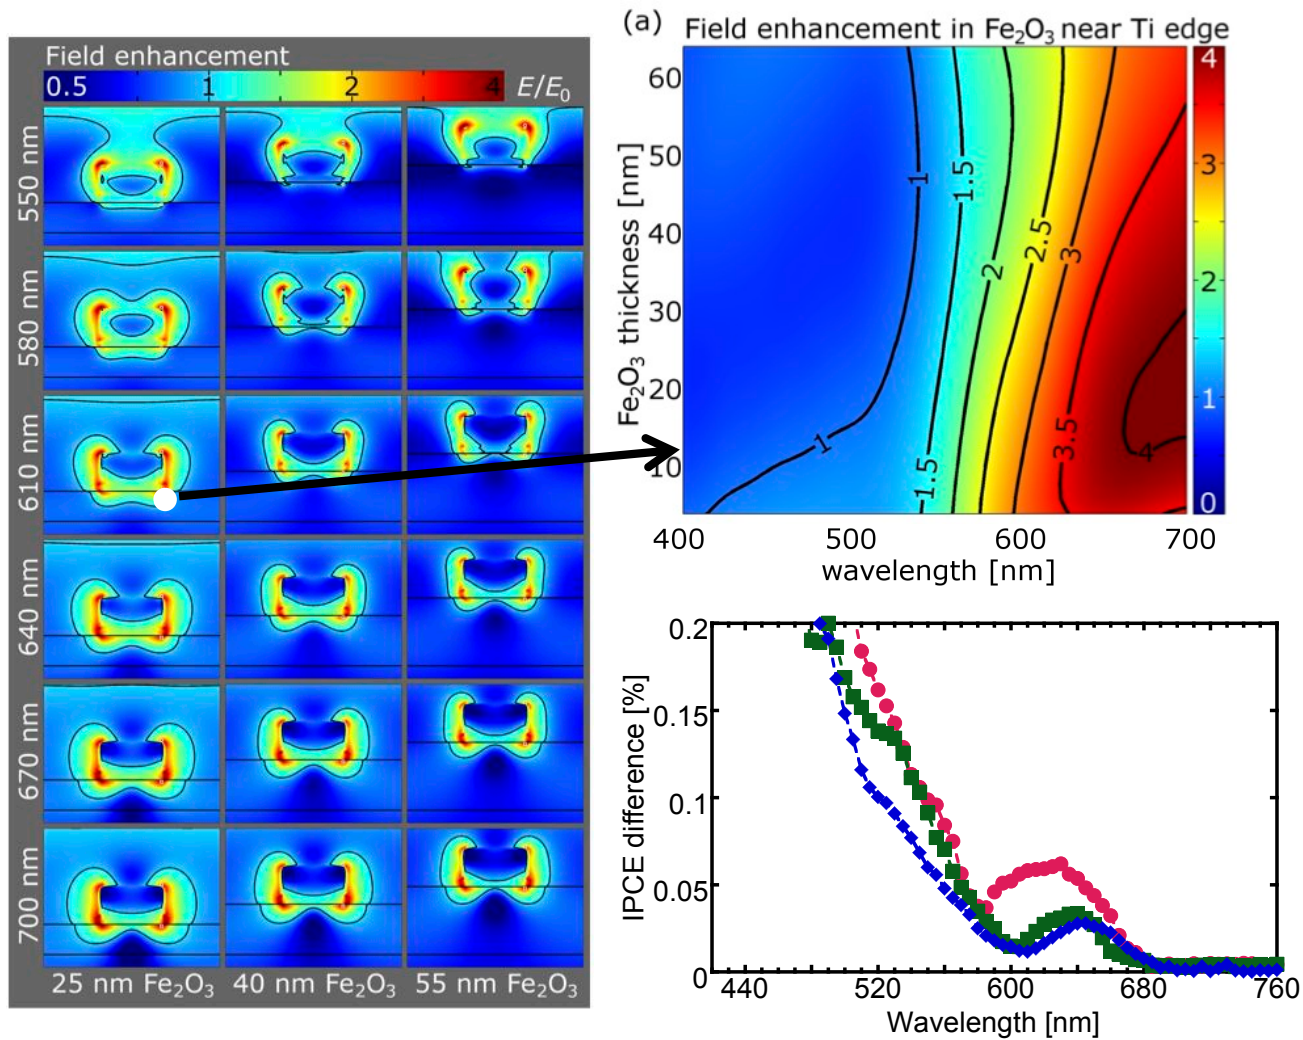 Field enhancement
0.5 1 2 4 E/E0
550 nm
580 nm
610 nm
640 nm
670 nm
700 nm
25 nm Fe2O3 40 nm Fe2O3 55 nm Fe2O3
(a) Field enhancement in Fe2O3 near Ti edge
Fe2O3 thickness [nm]
60
50
40
30
20
10
1
1.5
2
2.5
3
1
1.5
3.5
4
4
3
2
1
0
400 500 600 700
wavelength [nm]
IPCE difference [%]
0.2
0.15
0.1
0.05
0
440 520 600 680 760
Wavelength [nm]